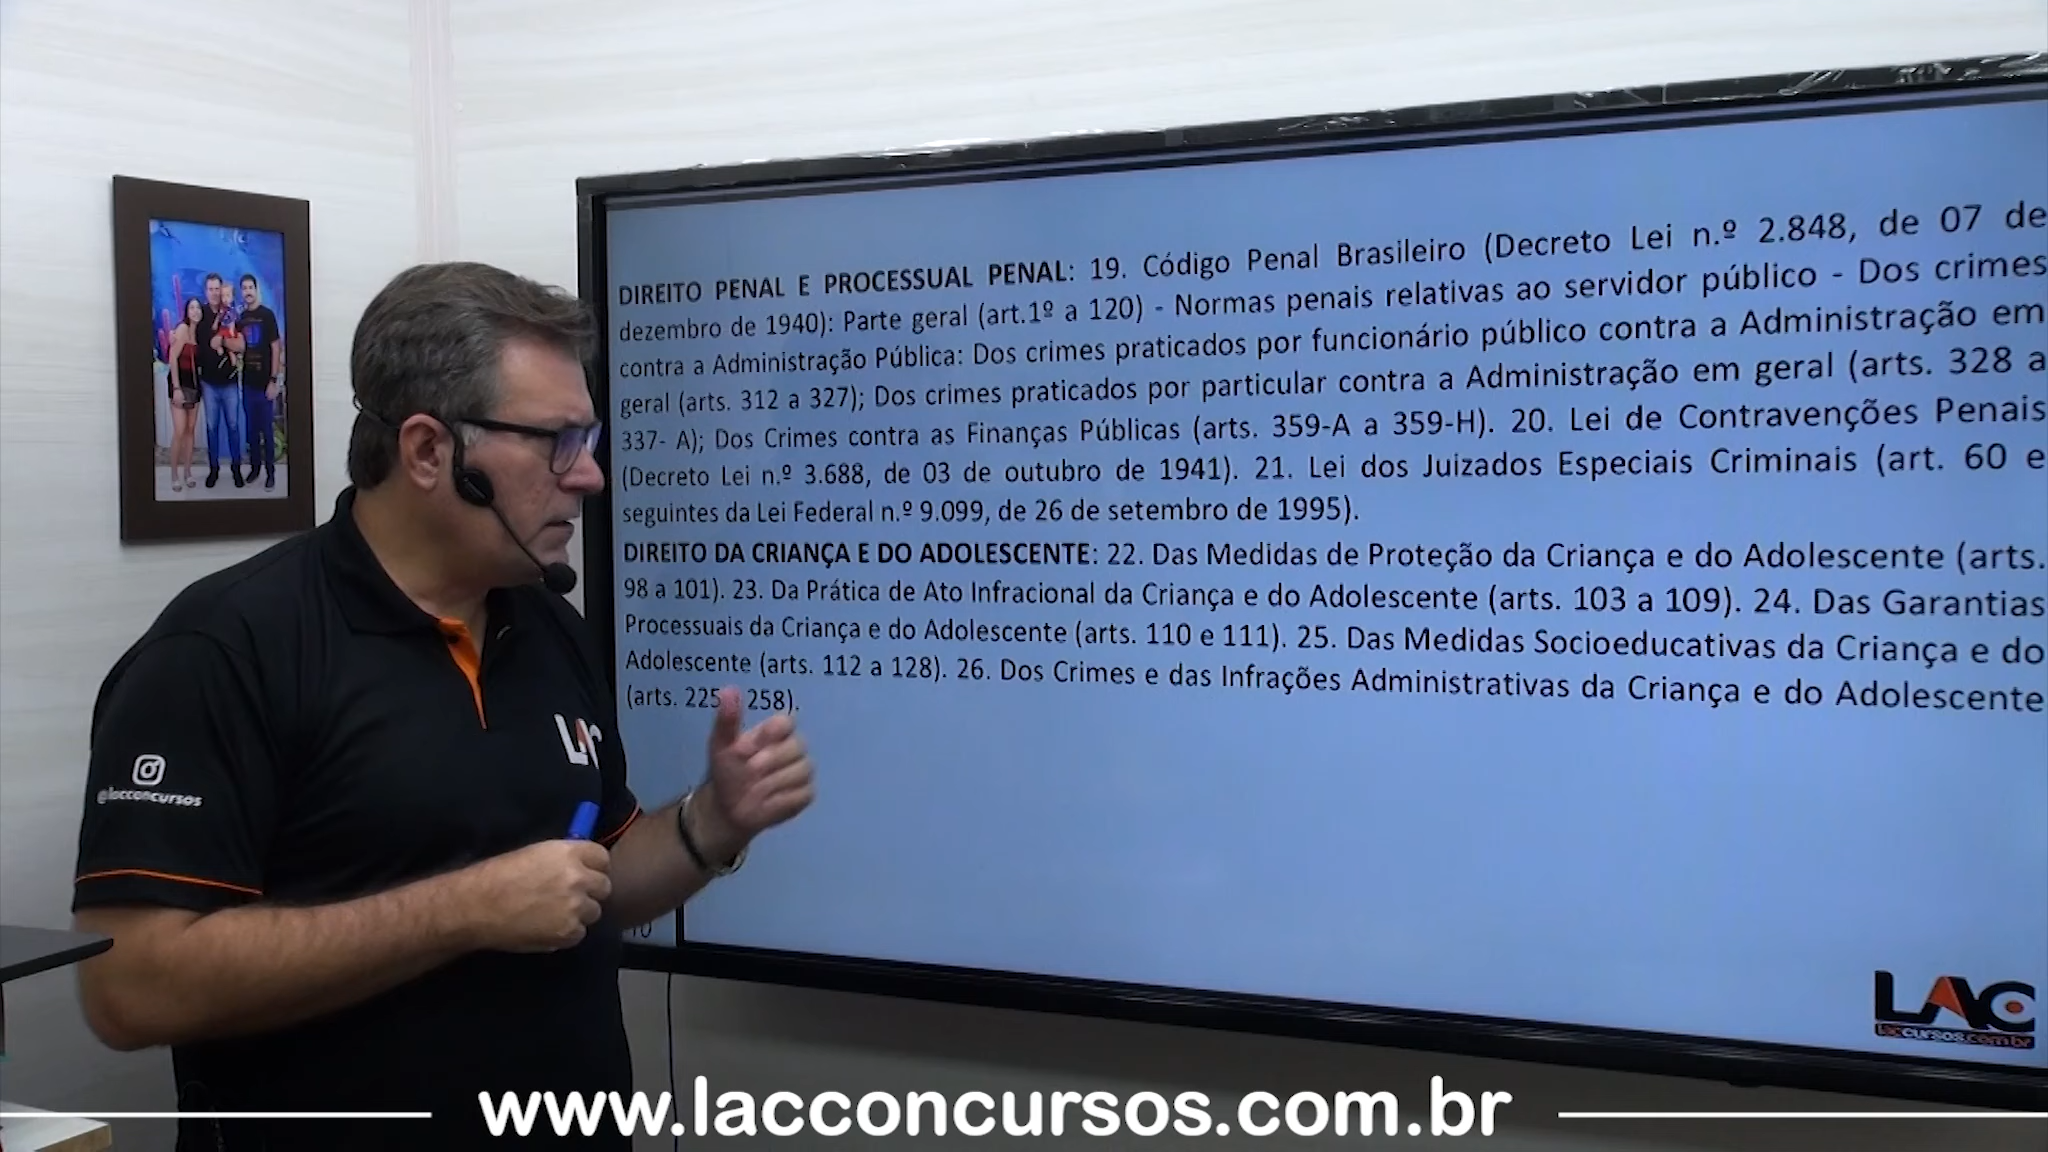 DIREITO PENAL E PROCESSUAL PENAL: 19. Código Penal Brasileiro (Decreto Lei n.º 2.848, de 07 de
dezembro de 1940): Parte geral (art.1º a 120) - Normas penais relativas ao servidor público - Dos crimes
contra a Administração Pública: Dos crimes praticados por funcionário público contra a Administração em
geral (arts. 312 a 327); Dos crimes praticados por particular contra a Administração em geral (arts. 328 a
337- A); Dos Crimes contra as Finanças Públicas (arts. 359-A a 359-H). 20. Lei de Contravenções Penais
(Decreto Lei n.º 3.688, de 03 de outubro de 1941). 21. Lei dos Juizados Especiais Criminais (art. 60 e
seguintes da Lei Federal n.º 9.099, de 26 de setembro de 1995).
DIREITO DA CRIANÇA E DO ADOLESCENTE: 22. Das Medidas de Proteção da Criança e do Adolescente (arts.
98 a 101). 23. Da Prática de Ato Infracional da Criança e do Adolescente (arts. 103 a 109). 24. Das Garantias
Processuais da Criança e do Adolescente (arts. 110 e 111). 25. Das Medidas Socioeducativas da Criança e do
Adolescente (arts. 112 a 128). 26. Dos Crimes e das Infrações Administrativas da Criança e do Adolescente
(arts. 225 258).
LAC
@lacconcursos
LAC
laccursos.com.br
www.lacconcursos.com.br